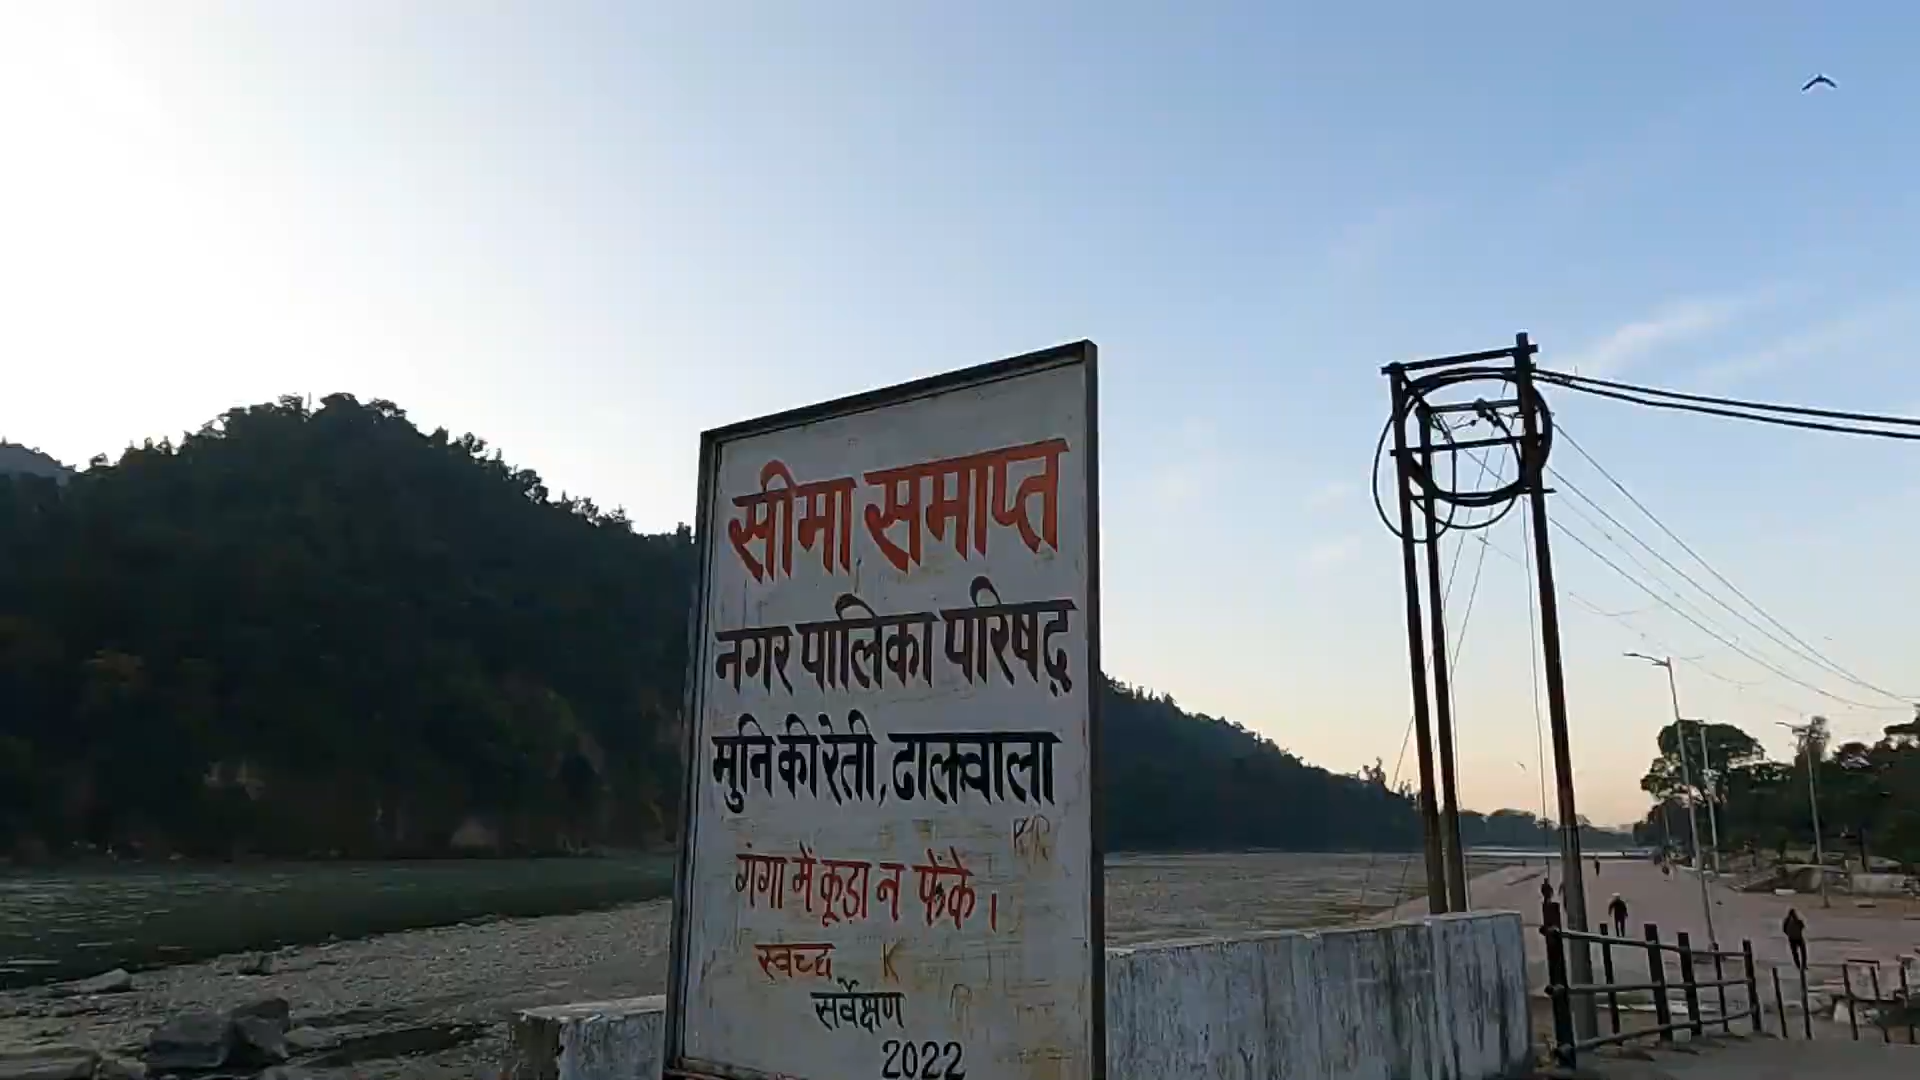 सीमा समाप्त
नगर पालिका परिषद्
मुनि की रेती, ढालवाला
गंगा में कूड़ा न फेंके।
स्वच्छ
सर्वेक्षण
2022